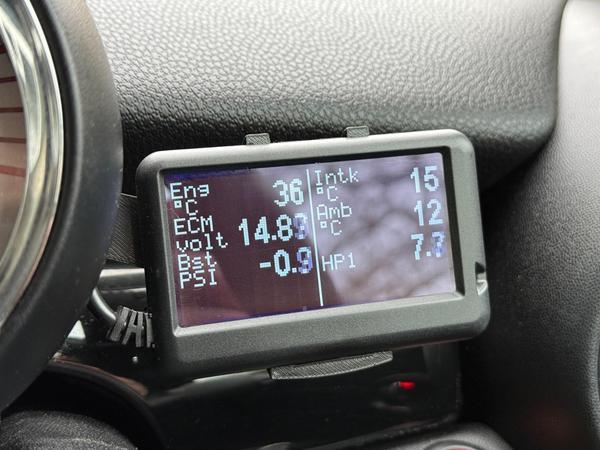 Eng °C 36
ECM volt 14.83
Bst PSI -0.9
Intk °C 15
Amb °C 12
HP1 7.3